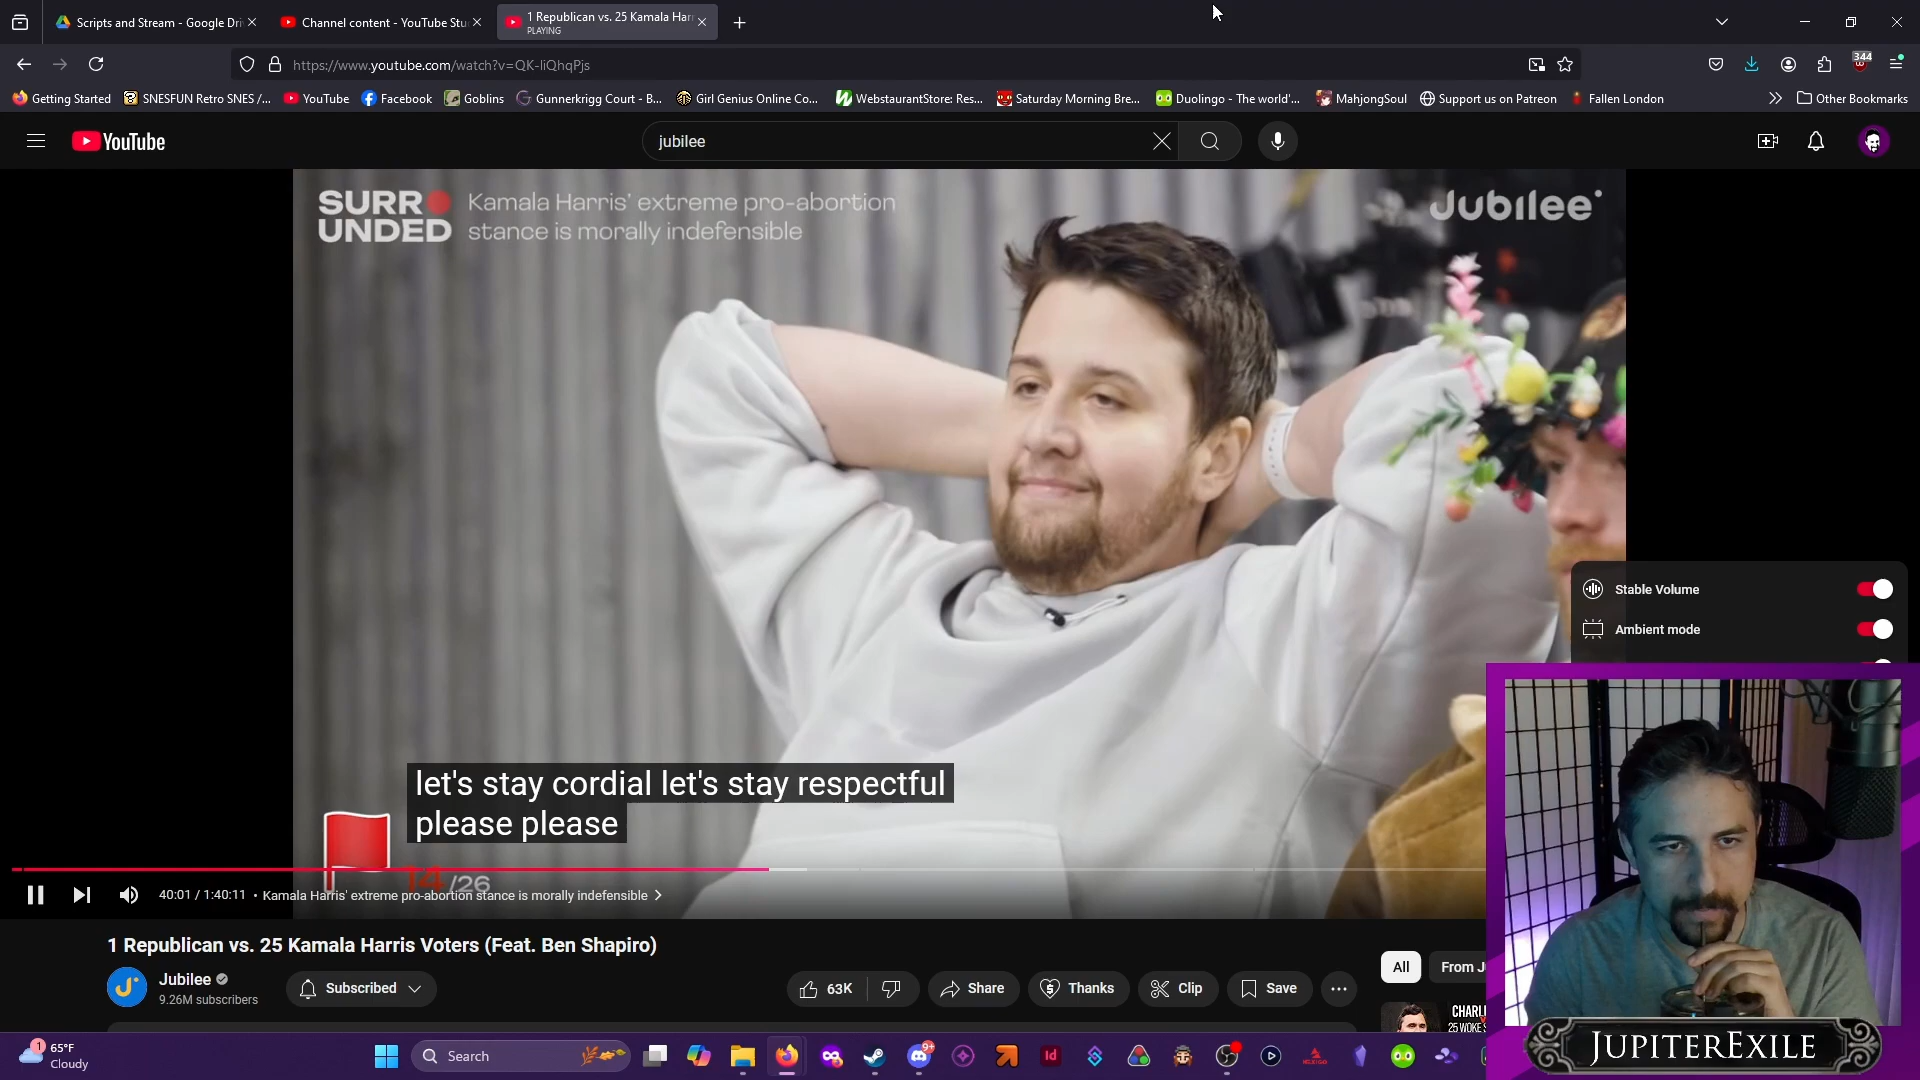 Scripts and Stream - Google Dri
Channel content - YouTube Stu
1 Republican vs. 25 Kamala Harr
PLAYING
https://www.youtube.com/watch?v=QK-liQhqPjs
344
Getting Started
SNESFUN Retro SNES /...
YouTube
Facebook
Goblins
Gunnerkrigg Court - B...
Girl Genius Online Co...
WebstaurantStore: Res...
Saturday Morning Bre...
Duolingo - The world'...
MahjongSoul
Support us on Patreon
Fallen London
Other Bookmarks
YouTube
jubilee
SURROUNDED
Kamala Harris' extreme pro-abortion
stance is morally indefensible
Jubilee
Stable Volume
Ambient mode
let's stay cordial let's stay respectful
please please
14/26
40:01 / 1:40:11 • Kamala Harris' extreme pro-abortion stance is morally indefensible
1 Republican vs. 25 Kamala Harris Voters (Feat. Ben Shapiro)
Jubilee
9.26M subscribers
Subscribed
63K
Share
Thanks
Clip
Save
All
From J
CHARLI
25 WOKE S
1
65°F
Cloudy
Search
9+
Id
JUPITEREXILE